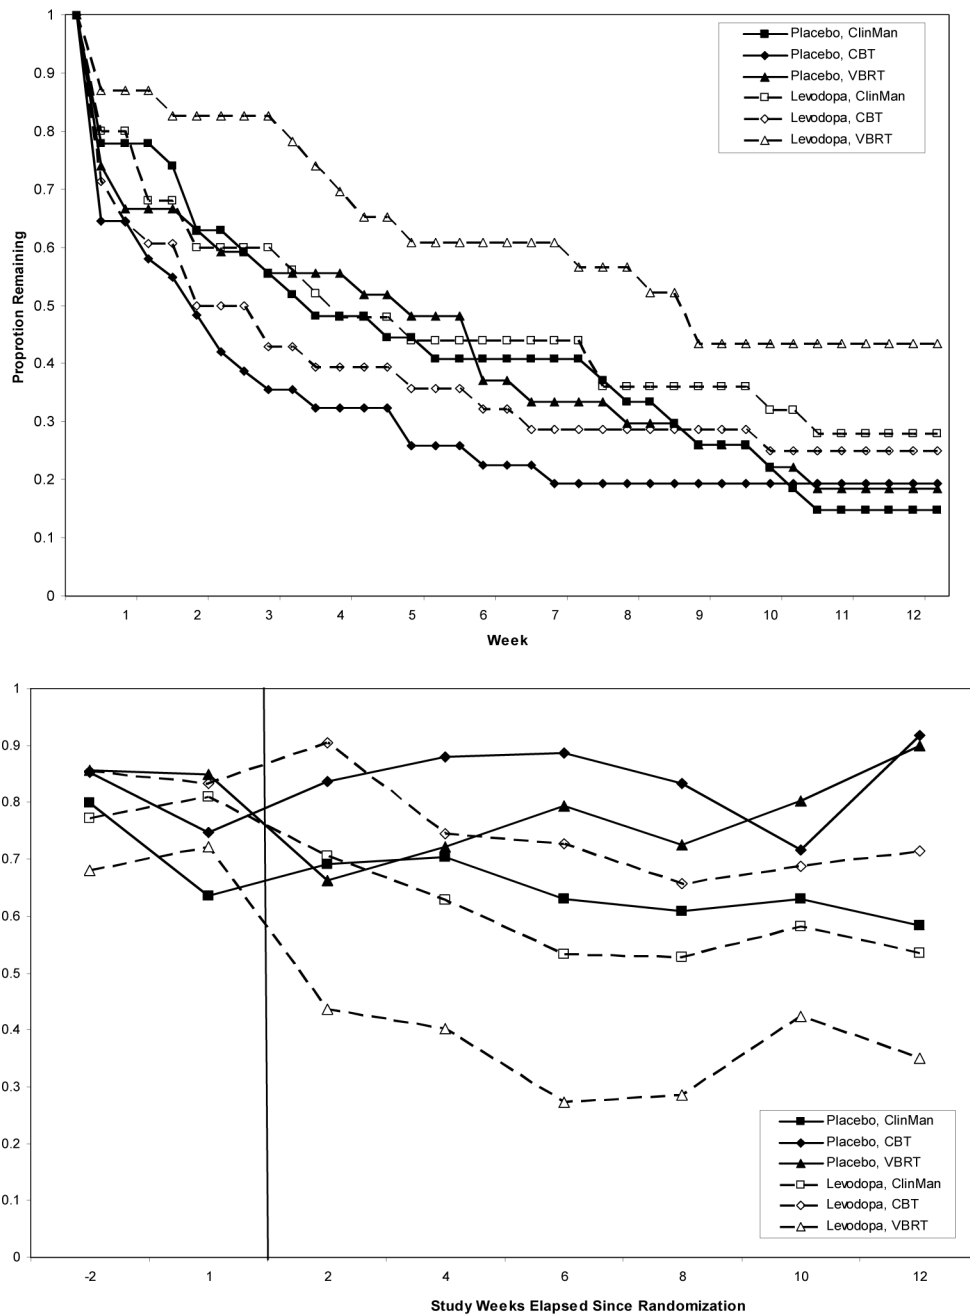 1
0.9
0.8
0.7
0.6
0.5
0.4
0.3
0.2
0.1
0
Proprotion Remaining
Placebo, ClinMan
Placebo, CBT
Placebo, VBRT
Levodopa, ClinMan
Levodopa, CBT
Levodopa, VBRT
1 2 3 4 5 6 7 8 9 10 11 12
Week
1
0.9
0.8
0.7
0.6
0.5
0.4
0.3
0.2
0.1
0
Placebo, ClinMan
Placebo, CBT
Placebo, VBRT
Levodopa, ClinMan
Levodopa, CBT
Levodopa, VBRT
-2 1 2 4 6 8 10 12
Study Weeks Elapsed Since Randomization